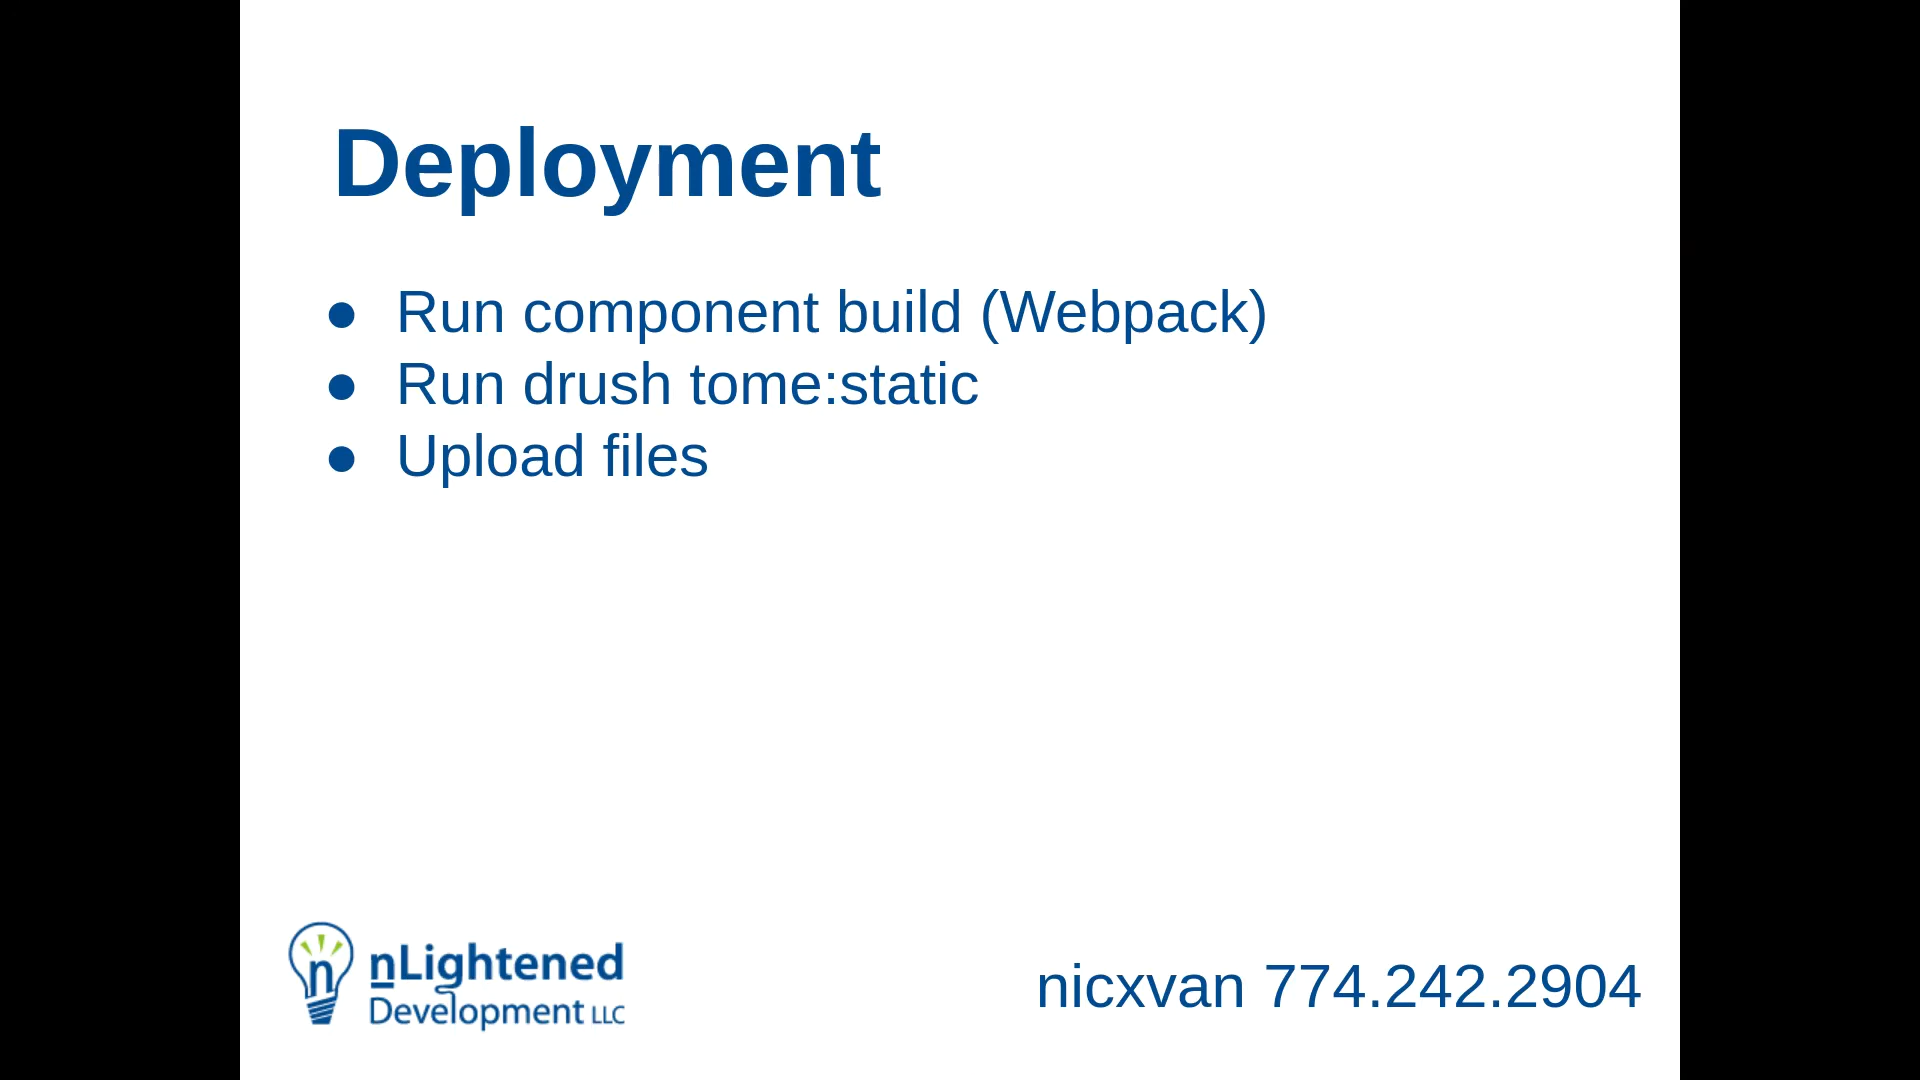 Deployment
● Run component build (Webpack)
● Run drush tome:static
● Upload files
nLightened
Development LLC
nicxvan 774.242.2904